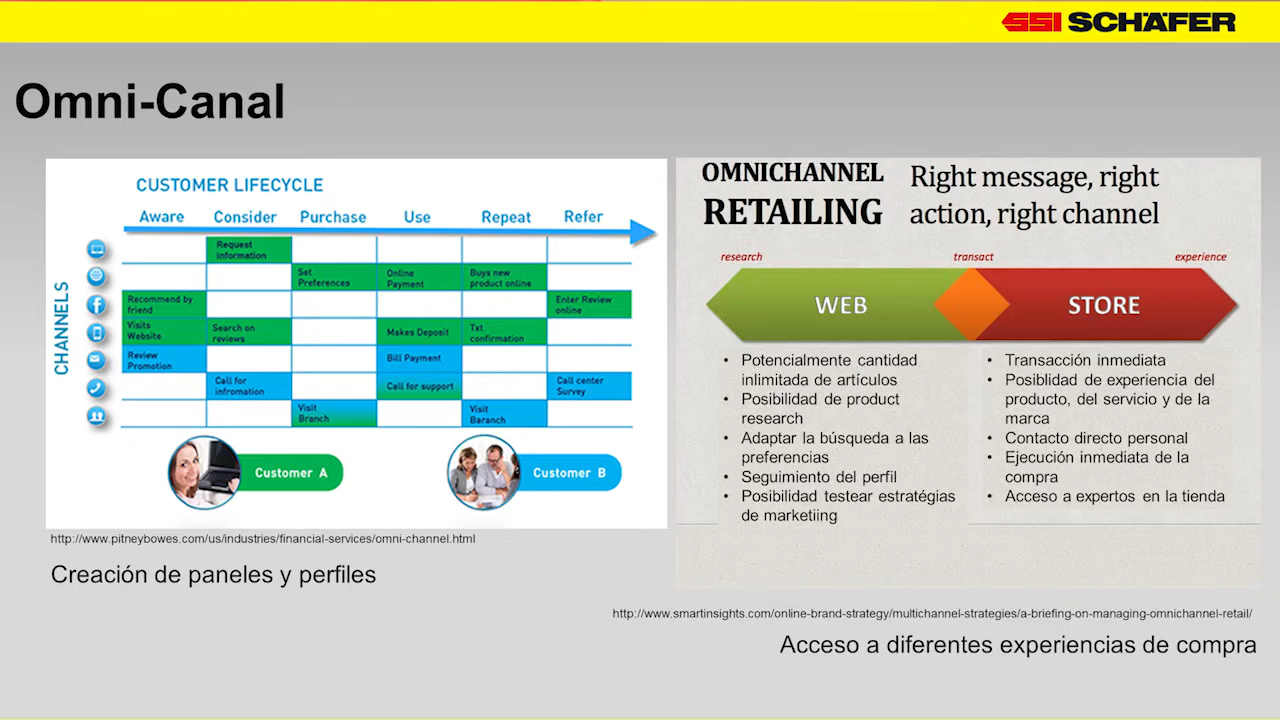 SSI SCHÄFER
Omni-Canal
CUSTOMER LIFECYCLE
Aware Consider Purchase Use Repeat Refer
CHANNELS
Request
information
Set
Preferences
Online
Payment
Buys new
product online
Recommend by
friend
Enter Review
online
Visits
Website
Search on
reviews
Makes Deposit
Txt
confirmation
Review
Promotion
Bill Payment
Call for
infromation
Call for support
Call center
Survey
Visit
Branch
Visit
Baranch
Customer A
Customer B
http://www.pitneybowes.com/us/industries/financial-services/omni-channel.html
Creación de paneles y perfiles
OMNICHANNEL
RETAILING
Right message, right
action, right channel
research transact experience
WEB
STORE
• Potencialmente cantidad
inlimitada de artículos
• Posibilidad de product
research
• Adaptar la búsqueda a las
preferencias
• Seguimiento del perfil
• Posibilidad testear estratégias
de marketiing
• Transacción inmediata
• Posiblidad de experiencia del
producto, del servicio y de la
marca
• Contacto directo personal
• Ejecución inmediata de la
compra
• Acceso a expertos en la tienda
http://www.smartinsights.com/online-brand-strategy/multichannel-strategies/a-briefing-on-managing-omnichannel-retail/
Acceso a diferentes experiencias de compra